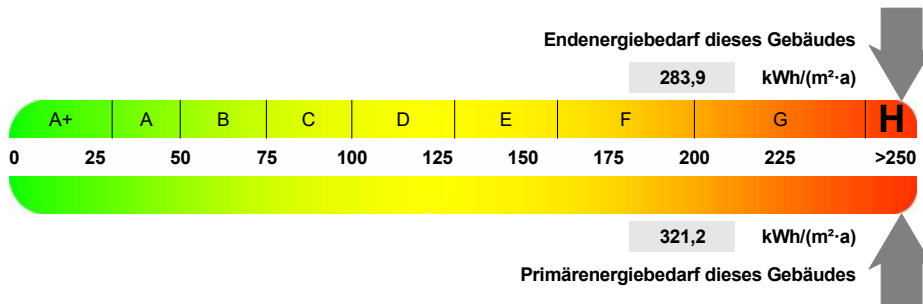 Endenergiebedarf dieses Gebäudes
283,9 kWh/(m²·a)
A+ A B C D E F G H
0 25 50 75 100 125 150 175 200 225 >250
321,2 kWh/(m²·a)
Primärenergiebedarf dieses Gebäudes